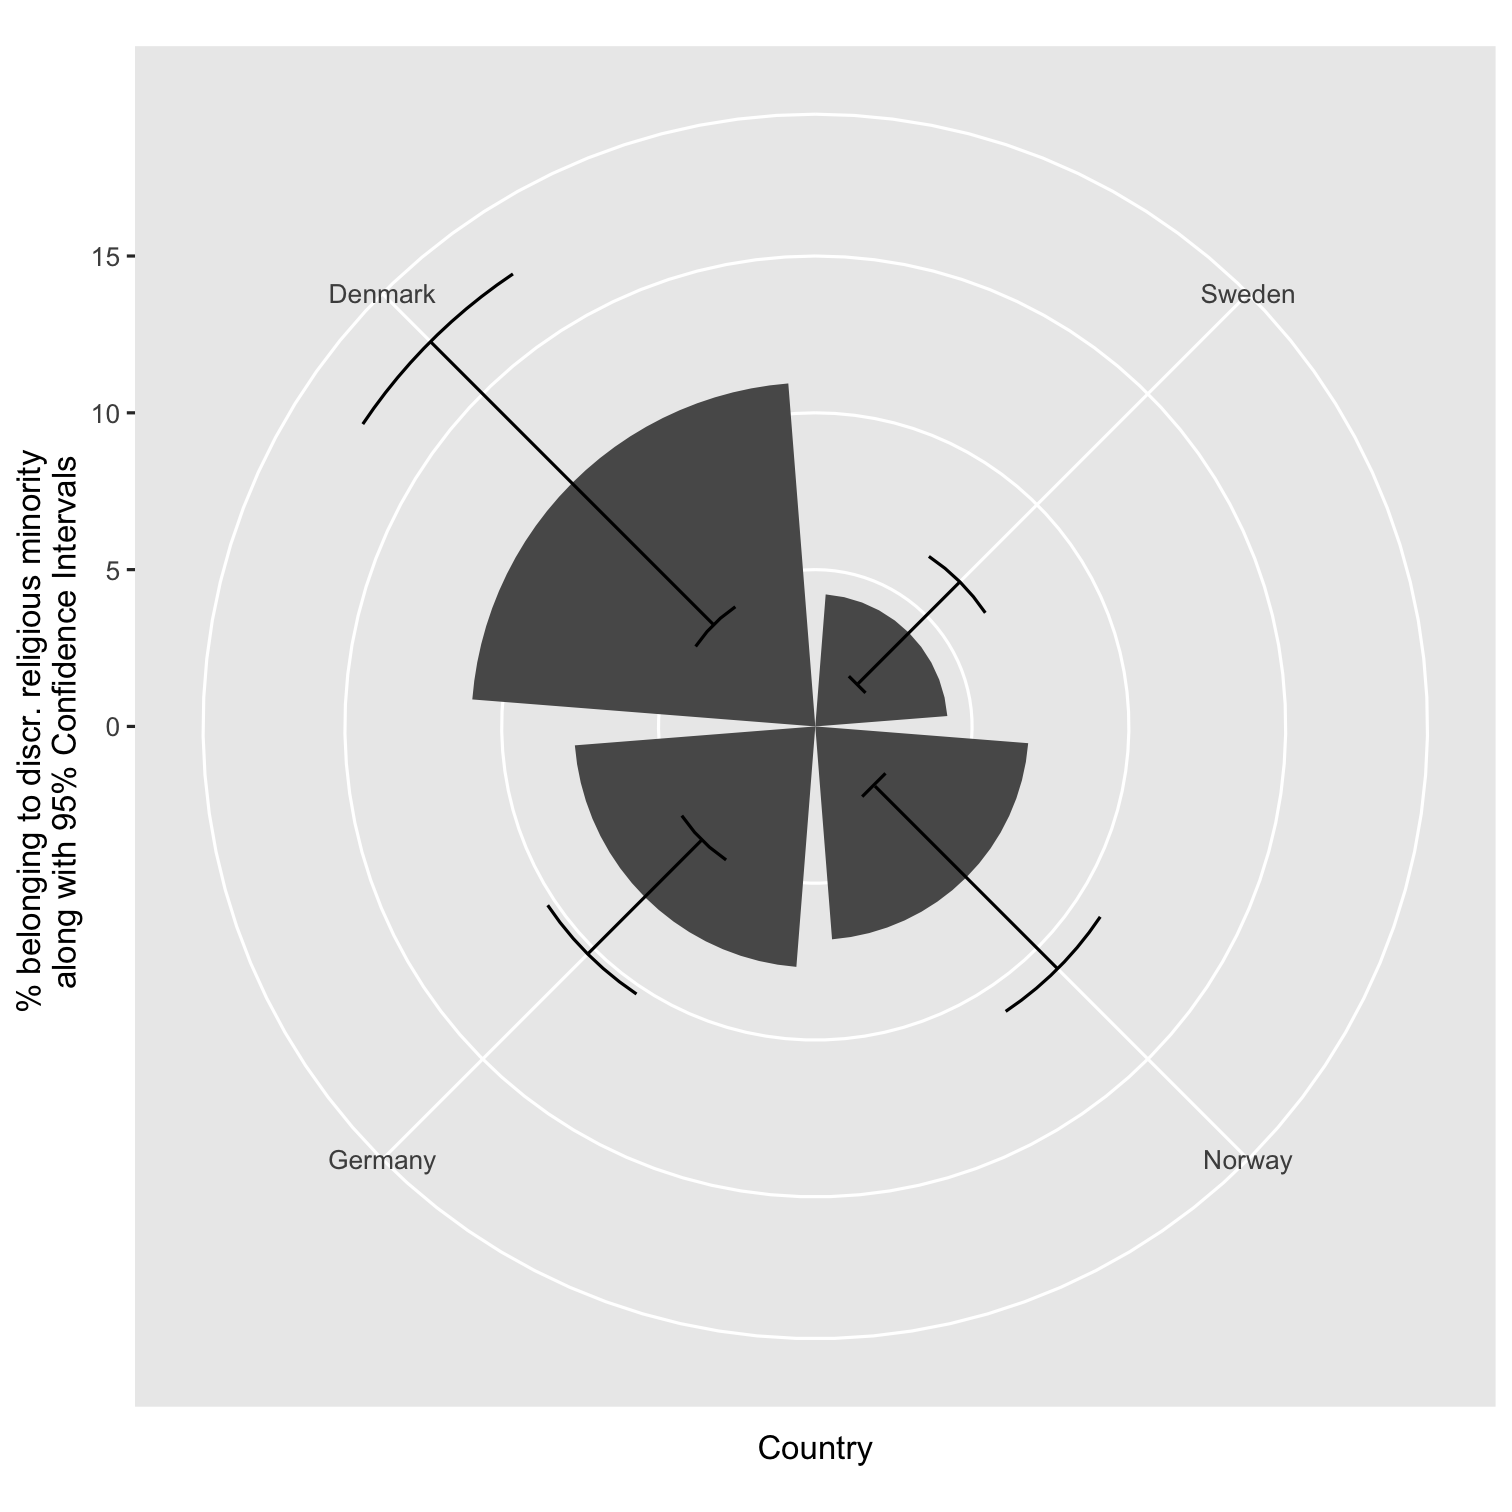 15
Denmark
Sweden
10
5
0
% belonging to discr. religious minority
along with 95% Confidence Intervals
Germany
Norway
Country